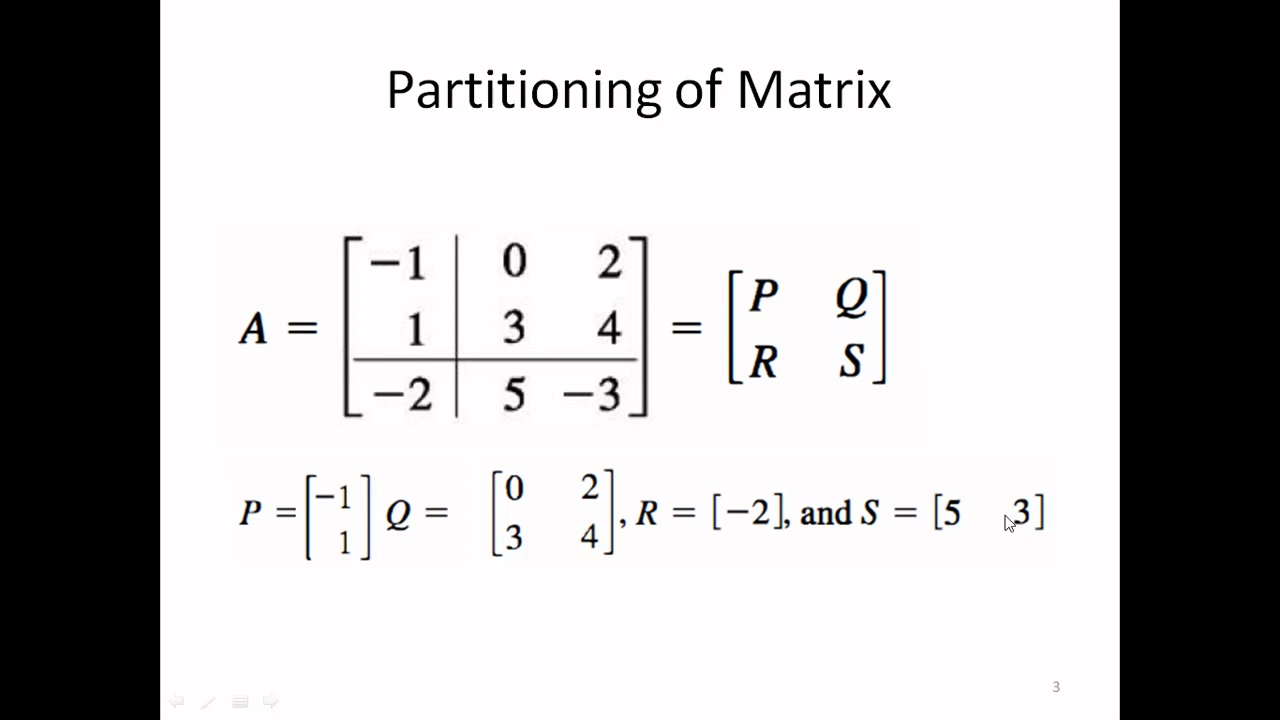 Partitioning of Matrix
A = [ −1 | 0 2 ] = [ P Q ]
[ 1 | 3 4 ] [ R S ]
[ −2 | 5 −3 ]
P = [ −1 ] Q = [ 0 2 ], R = [−2], and S = [5 3]
[ 1 ] [ 3 4 ]
3